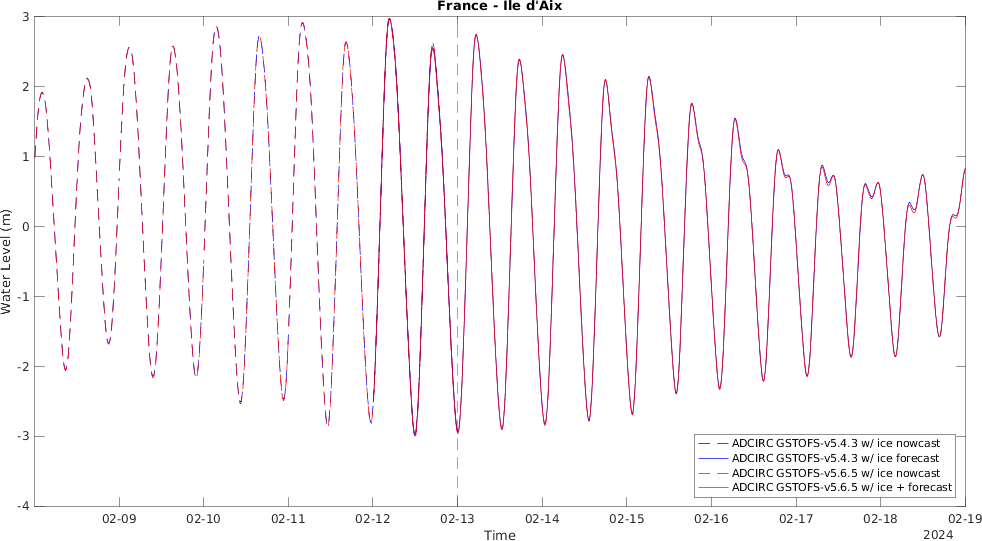 France - Ile d'Aix
3
2
1
0
-1
-2
-3
-4
Water Level (m)
ADCIRC GSTOFS-v5.4.3 w/ ice nowcast
ADCIRC GSTOFS-v5.4.3 w/ ice forecast
ADCIRC GSTOFS-v5.6.5 w/ ice nowcast
ADCIRC GSTOFS-v5.6.5 w/ ice + forecast
02-09 02-10 02-11 02-12 02-13 02-14 02-15 02-16 02-17 02-18 02-19
Time
2024